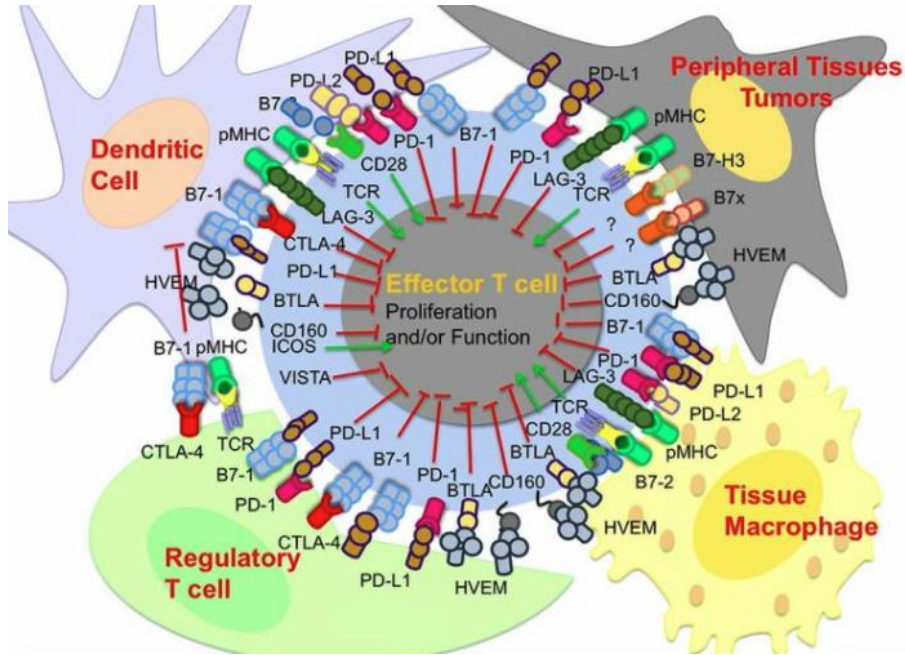 PD-L1
PD-L2
B7-
pMHC
Dendritic
Cell
B7-1
PD-1
CD28
TCR
LAG-3
CTLA-4
PD-L1
HVEM
BTLA
CD160
ICOS
VISTA
B7-1
PD-L1
Peripheral Tissues
Tumors
pMHC
B7-H3
B7x
B7-1
PD-1
LAG-3
TCR
?
?
HVEM
BTLA
CD160
B7-1
PD-1
LAG-3
TCR
CD28
BTLA
PD-L1
PD-L2
pMHC
B7-2
HVEM
Tissue
Macrophage
Effector T cell
Proliferation
and/or Function
B7-1
pMHC
CTLA-4
TCR
B7-1
PD-1
CTLA-4
PD-L1
HVEM
PD-L1
B7-1
PD-1
BTLA
CD160
Regulatory
T cell